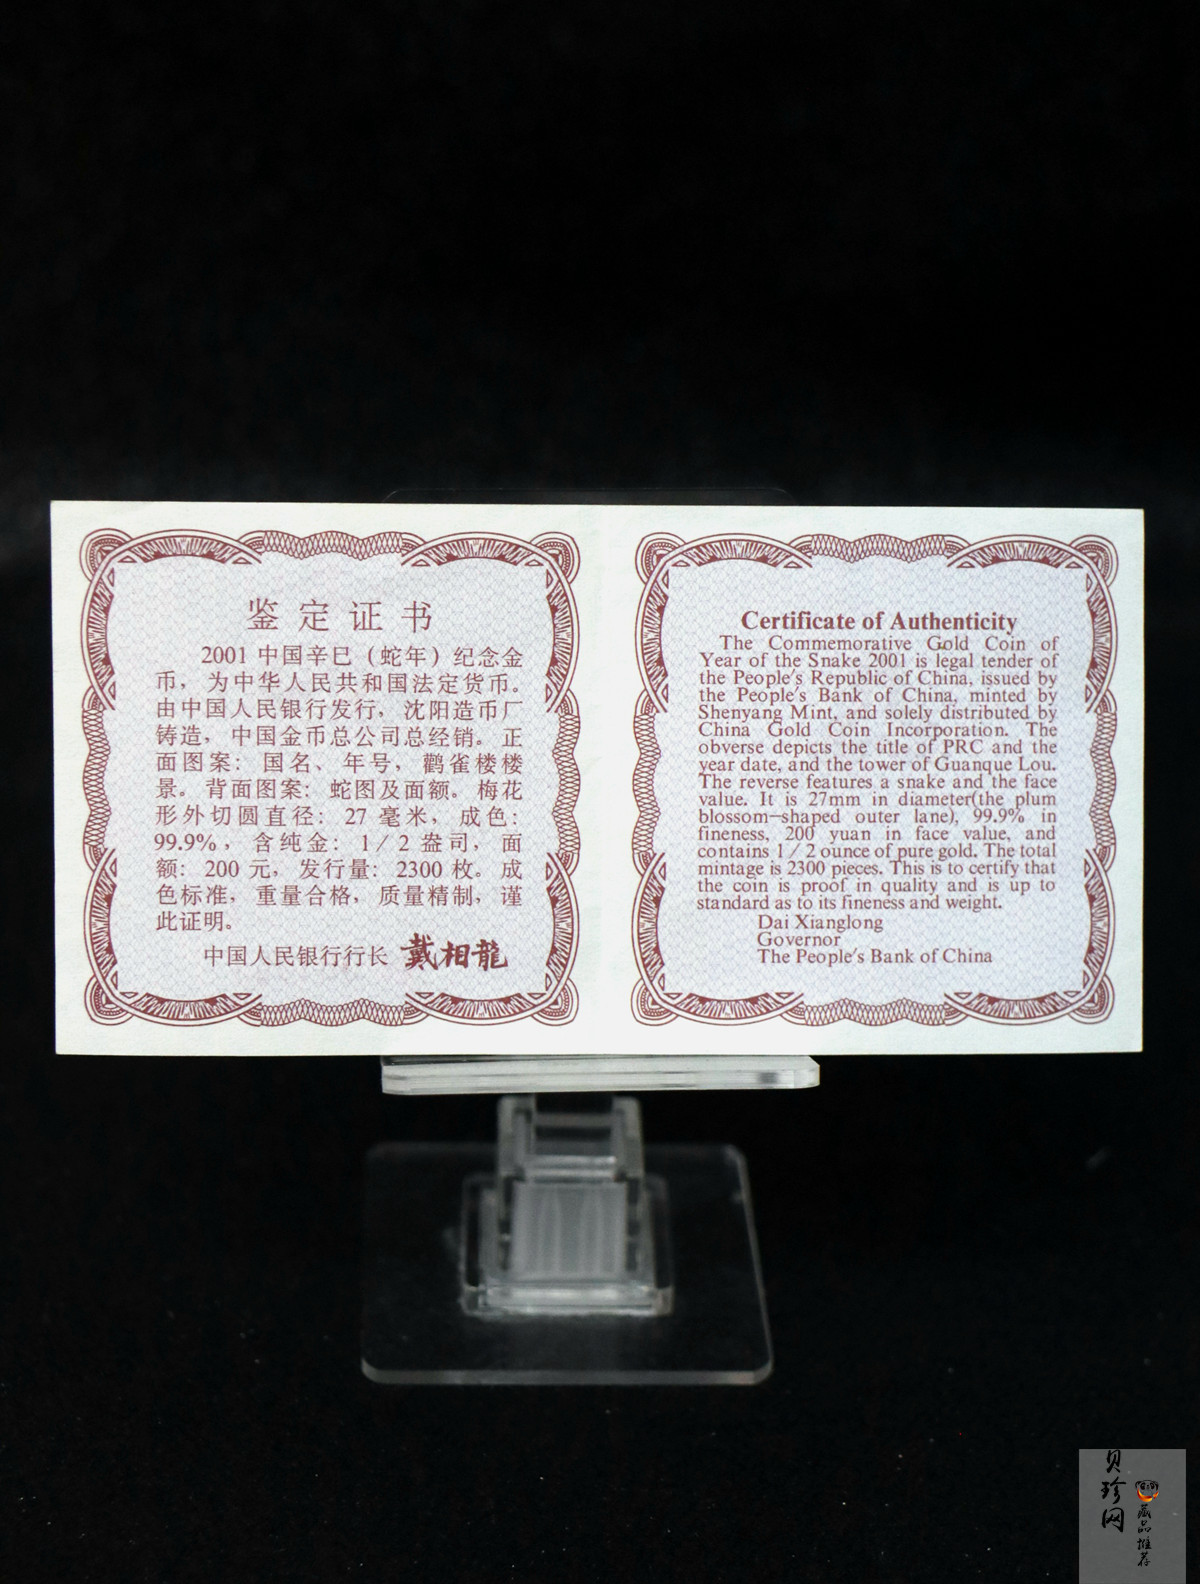 鉴定证书
2001 中国辛巳（蛇年）纪念金
币，为中华人民共和国法定货币。
由中国人民银行发行，沈阳造币厂
铸造，中国金币总公司总经销。正
面图案：国名、年号，鹳雀楼楼
景。背面图案：蛇图及面额。梅花
形外切圆直径：27 毫米，成色：
99.9%，含纯金：1／2 盎司，面
额：200 元，发行量：2300 枚。成
色标准，重量合格，质量精制，谨
此证明。
中国人民银行行长 戴相龍
Certificate of Authenticity
The Commemorative Gold Coin of
Year of the Snake 2001 is legal tender of
the People's Republic of China, issued by
the People's Bank of China, minted by
Shenyang Mint, and solely distributed by
China Gold Coin Incorporation. The
obverse depicts the title of PRC and the
year date, and the tower of Guanque Lou.
The reverse features a snake and the face
value. It is 27mm in diameter(the plum
blossom—shaped outer lane), 99.9% in
fineness, 200 yuan in face value, and
contains 1／2 ounce of pure gold. The total
mintage is 2300 pieces. This is to certify that
the coin is proof in quality and is up to
standard as to its fineness and weight.
Dai Xianglong
Governor
The People's Bank of China
贝珍网
藏品推荐